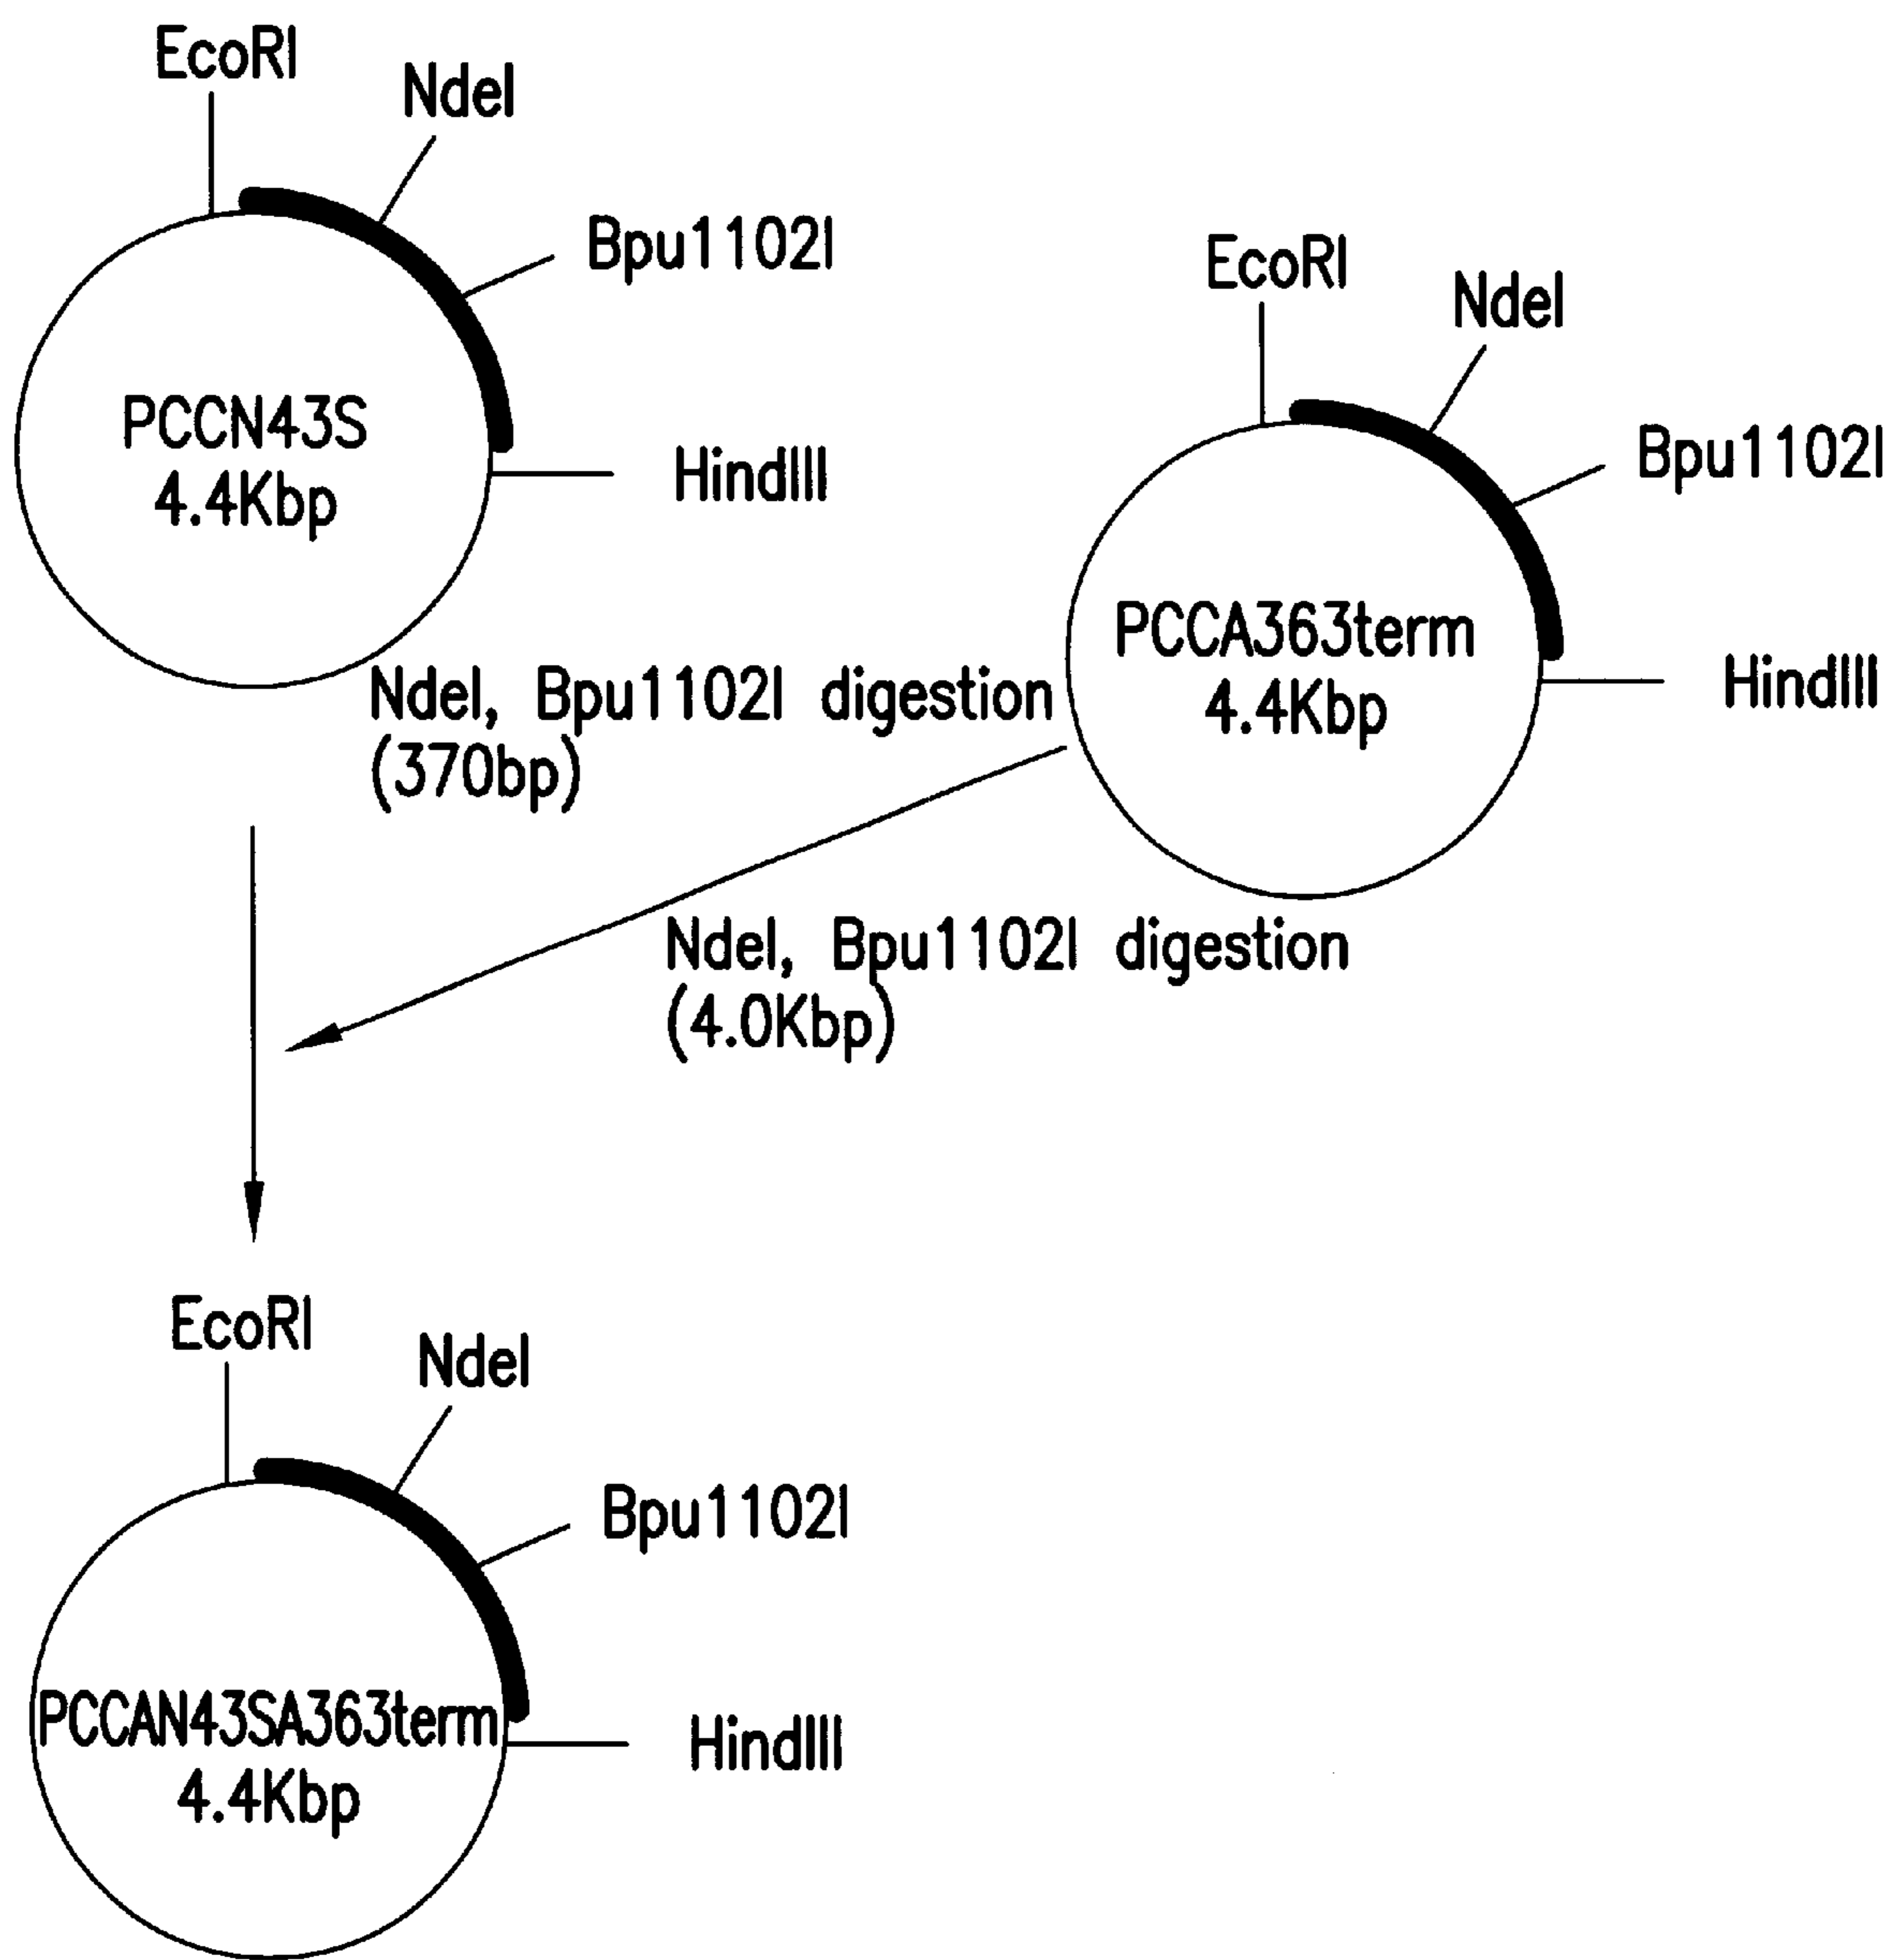 EcoRI
NdeI
Bpu1102I
PCCN43S
4.4Kbp
HindIII
NdeI, Bpu1102I digestion
(370bp)
EcoRI
NdeI
Bpu1102I
PCCA363term
4.4Kbp
HindIII
NdeI, Bpu1102I digestion
(4.0Kbp)
EcoRI
NdeI
Bpu1102I
PCCAN43SA363term
4.4Kbp
HindIII